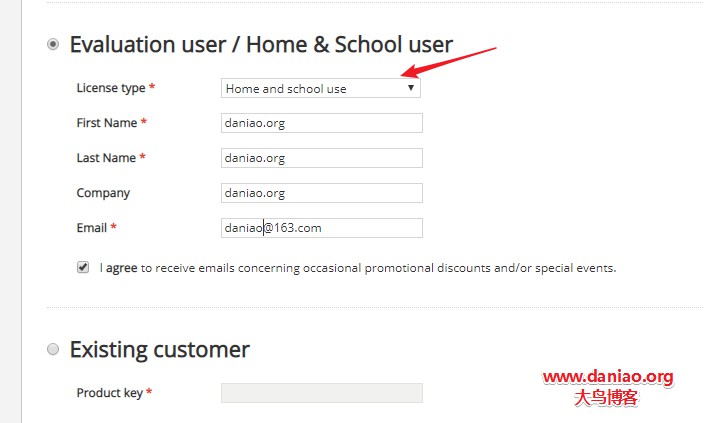 Evaluation user / Home & School user
License type *
Home and school use
First Name *
daniao.org
Last Name *
daniao.org
Company
daniao.org
Email *
daniao@163.com
I agree to receive emails concerning occasional promotional discounts and/or special events.
Existing customer
Product key *
www.daniao.org
大鸟博客